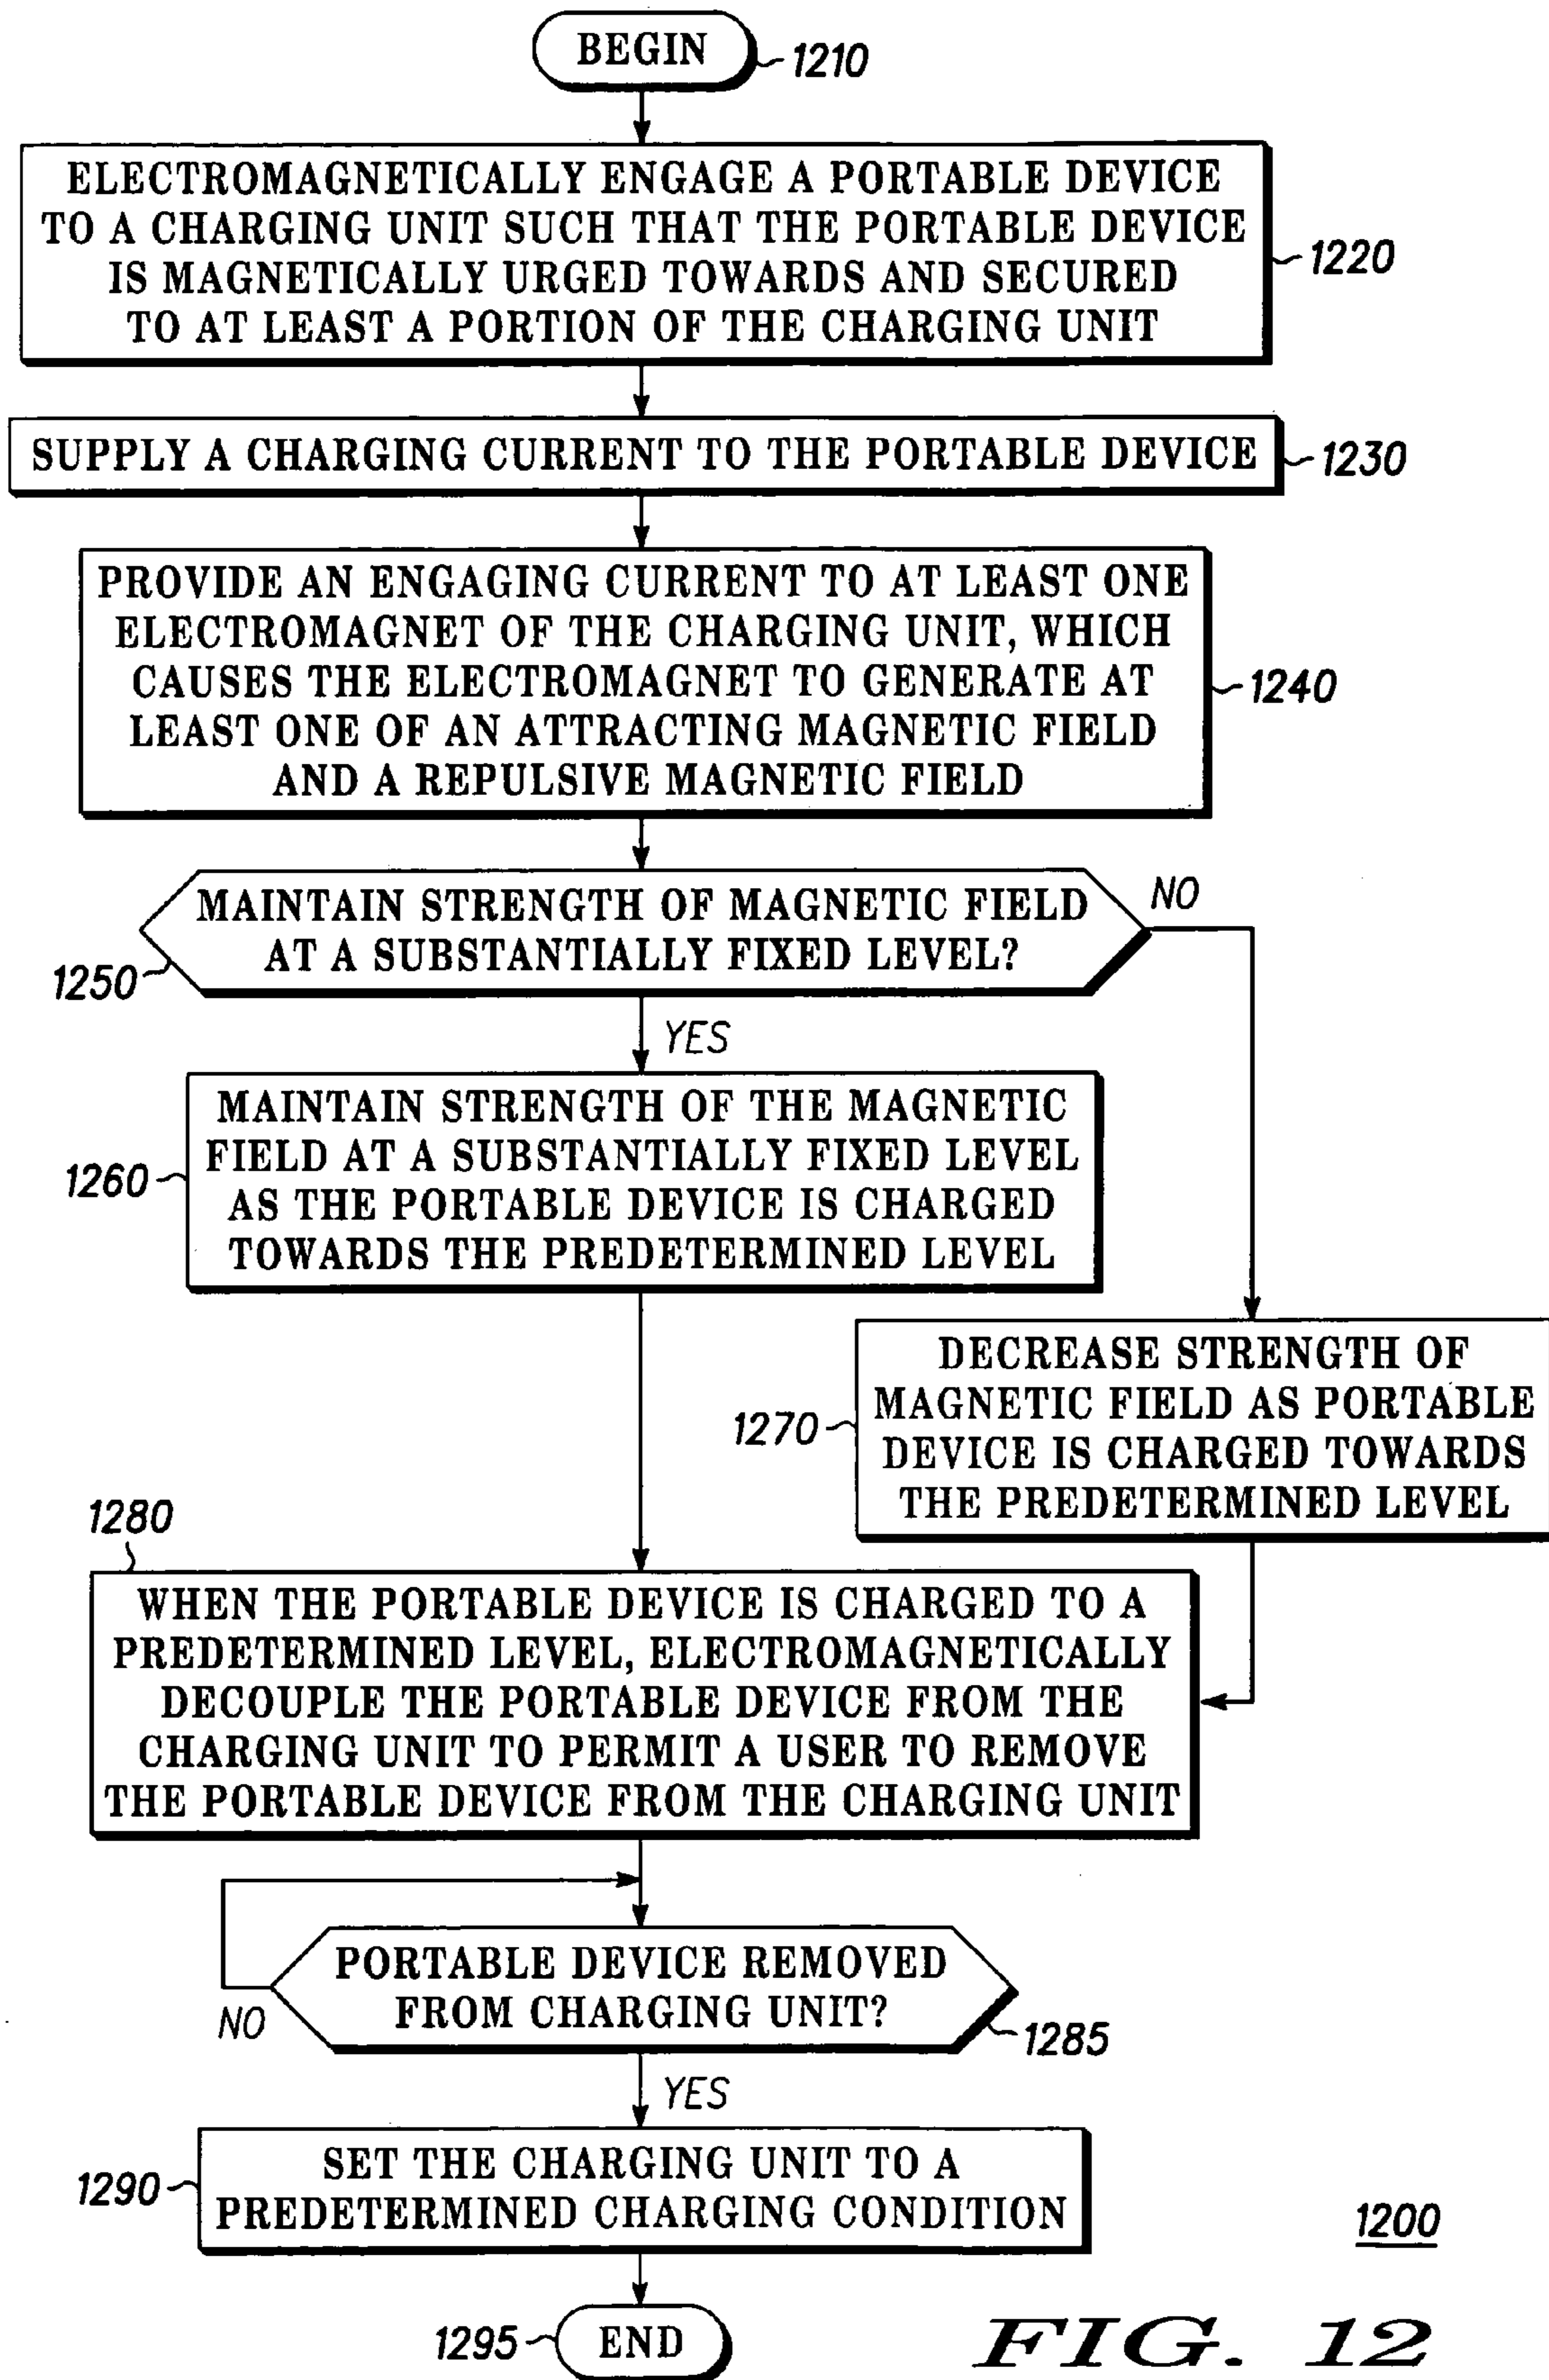 BEGIN
1210
ELECTROMAGNETICALLY ENGAGE A PORTABLE DEVICE
TO A CHARGING UNIT SUCH THAT THE PORTABLE DEVICE
IS MAGNETICALLY URGED TOWARDS AND SECURED
TO AT LEAST A PORTION OF THE CHARGING UNIT
1220
SUPPLY A CHARGING CURRENT TO THE PORTABLE DEVICE
1230
PROVIDE AN ENGAGING CURRENT TO AT LEAST ONE
ELECTROMAGNET OF THE CHARGING UNIT, WHICH
CAUSES THE ELECTROMAGNET TO GENERATE AT
LEAST ONE OF AN ATTRACTING MAGNETIC FIELD
AND A REPULSIVE MAGNETIC FIELD
1240
MAINTAIN STRENGTH OF MAGNETIC FIELD
AT A SUBSTANTIALLY FIXED LEVEL?
NO
1250
YES
MAINTAIN STRENGTH OF THE MAGNETIC
FIELD AT A SUBSTANTIALLY FIXED LEVEL
AS THE PORTABLE DEVICE IS CHARGED
TOWARDS THE PREDETERMINED LEVEL
1260
DECREASE STRENGTH OF
MAGNETIC FIELD AS PORTABLE
DEVICE IS CHARGED TOWARDS
THE PREDETERMINED LEVEL
1270
1280
WHEN THE PORTABLE DEVICE IS CHARGED TO A
PREDETERMINED LEVEL, ELECTROMAGNETICALLY
DECOUPLE THE PORTABLE DEVICE FROM THE
CHARGING UNIT TO PERMIT A USER TO REMOVE
THE PORTABLE DEVICE FROM THE CHARGING UNIT
PORTABLE DEVICE REMOVED
FROM CHARGING UNIT?
NO
1285
YES
SET THE CHARGING UNIT TO A
PREDETERMINED CHARGING CONDITION
1290
1200
END
1295
FIG. 12